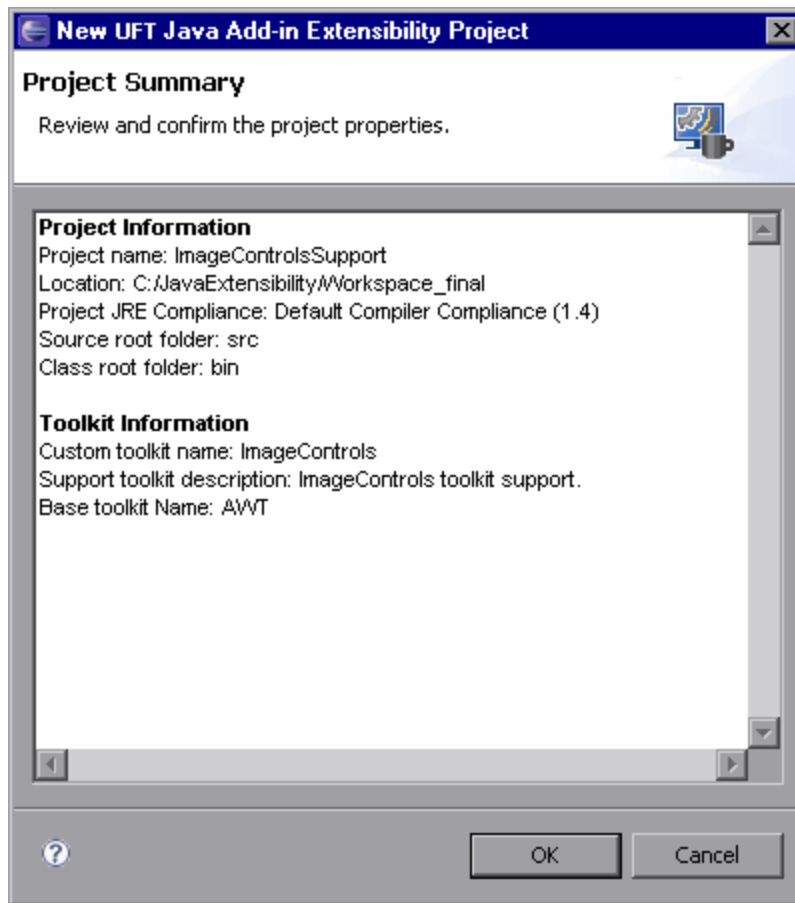 New UFT Java Add-in Extensibility Project
Project Summary
Review and confirm the project properties.
Project Information
Project name: ImageControlsSupport
Location: C:/JavaExtensibility/Workspace_final
Project JRE Compliance: Default Compiler Compliance (1.4)
Source root folder: src
Class root folder: bin
Toolkit Information
Custom toolkit name: ImageControls
Support toolkit description: ImageControls toolkit support.
Base toolkit Name: AWT
OK
Cancel